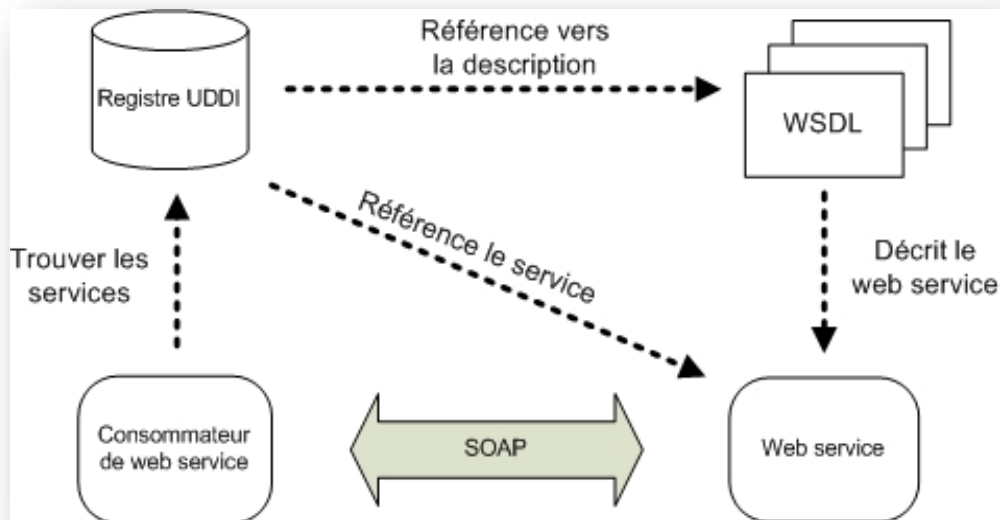 Référence vers
la description
Registre UDDI
WSDL
Référence le service
Trouver les
services
Décrit le
web service
Consommateur
de web service
SOAP
Web service